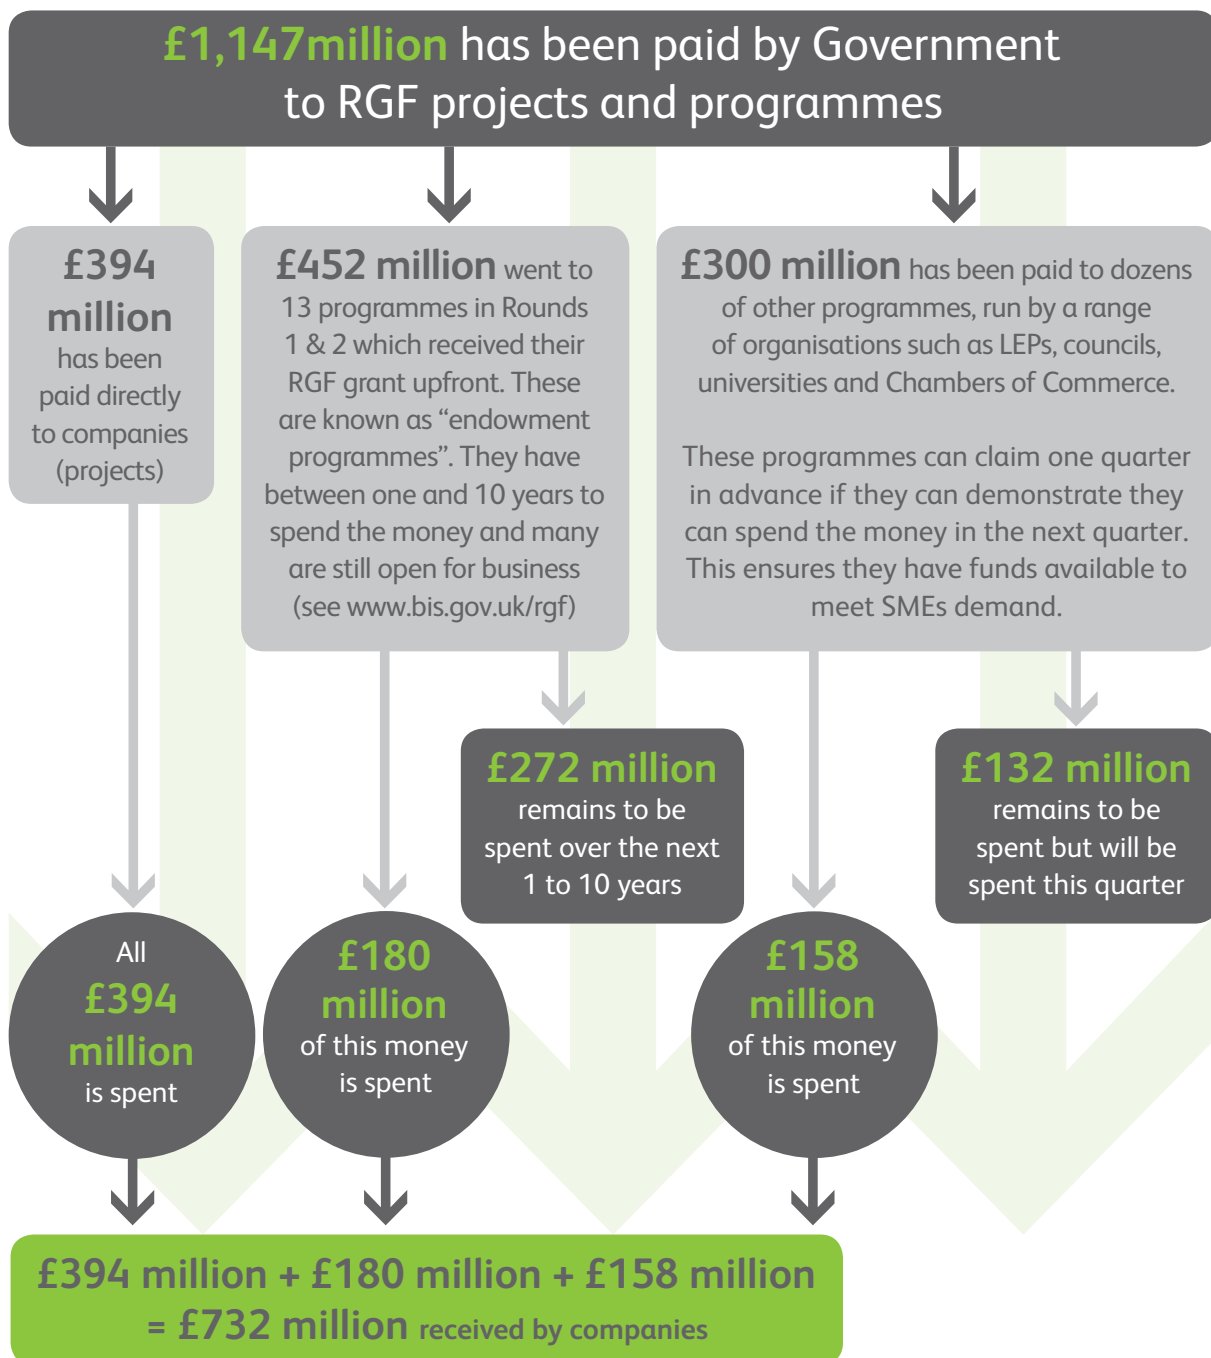 £1,147million has been paid by Government
to RGF projects and programmes
£394
million
has been
paid directly
to companies
(projects)
£452 million went to
13 programmes in Rounds
1 & 2 which received their
RGF grant upfront. These
are known as “endowment
programmes”. They have
between one and 10 years to
spend the money and many
are still open for business
(see www.bis.gov.uk/rgf)
£300 million has been paid to dozens
of other programmes, run by a range
of organisations such as LEPs, councils,
universities and Chambers of Commerce.
These programmes can claim one quarter
in advance if they can demonstrate they
can spend the money in the next quarter.
This ensures they have funds available to
meet SMEs demand.
£272 million
remains to be
spent over the next
1 to 10 years
£132 million
remains to be
spent but will be
spent this quarter
All
£394
million
is spent
£180
million
of this money
is spent
£158
million
of this money
is spent
£394 million + £180 million + £158 million
= £732 million received by companies